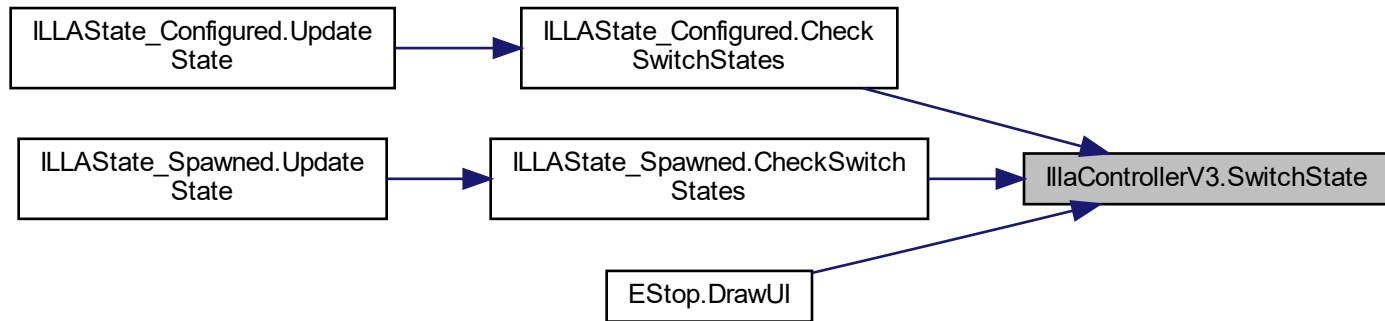 ILLAState_Configured.Update
State
ILLAState_Configured.Check
SwitchStates
ILLAState_Spawned.Update
State
ILLAState_Spawned.CheckSwitch
States
IllaControllerV3.SwitchState
EStop.DrawUI